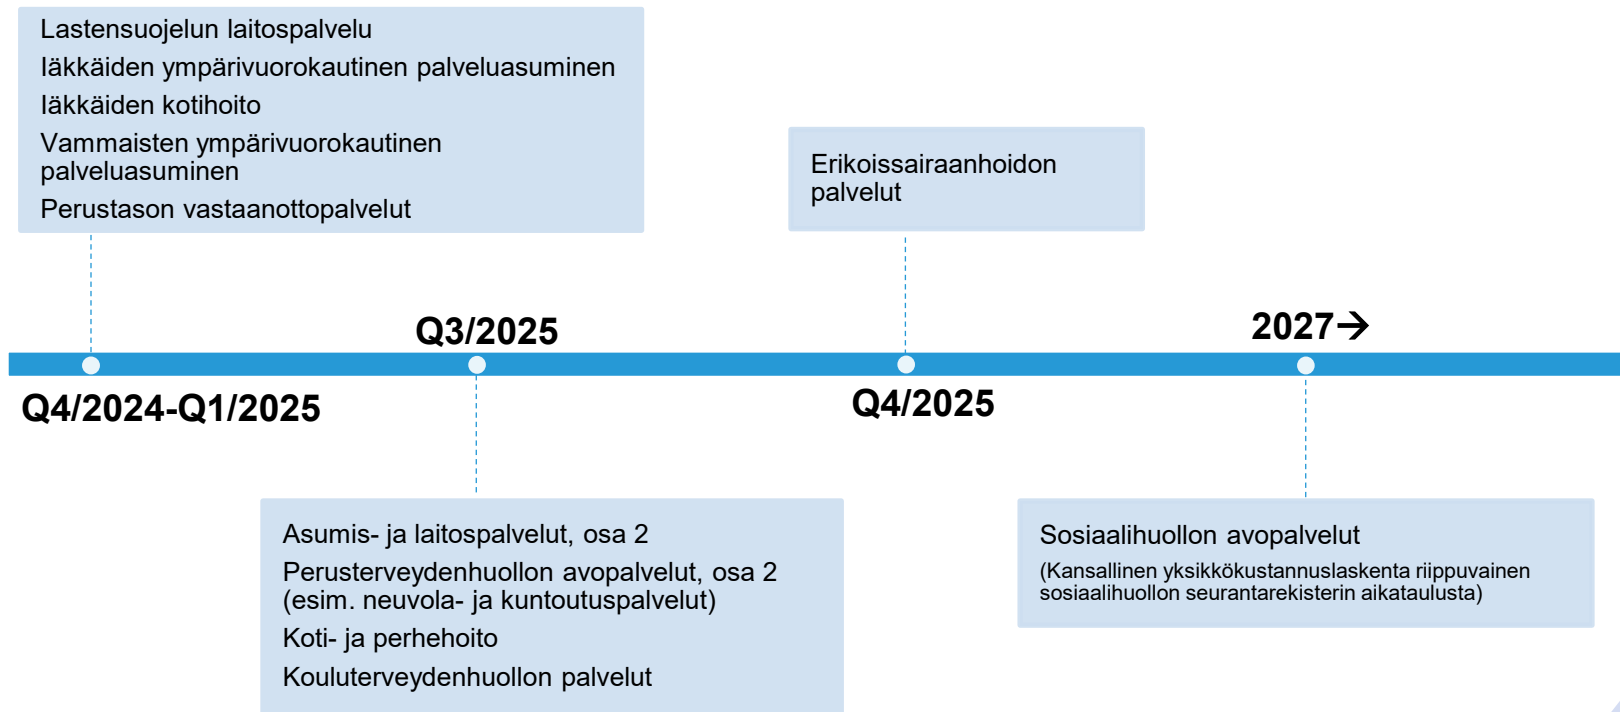 Lastensuojelun laitospalvelu
Iäkkäiden ympärivuorokautinen palveluasuminen
Iäkkäiden kotihoito
Vammaisten ympärivuorokautinen
palveluasuminen
Perustason vastaanottopalvelut
Erikoissairaanhoidon
palvelut
Q3/2025
2027→
Q4/2024-Q1/2025
Q4/2025
Asumis- ja laitospalvelut, osa 2
Perusterveydenhuollon avopalvelut, osa 2
(esim. neuvola- ja kuntoutuspalvelut)
Koti- ja perhehoito
Kouluterveydenhuollon palvelut
Sosiaalihuollon avopalvelut
(Kansallinen yksikkökustannuslaskenta riippuvainen
sosiaalihuollon seurantarekisterin aikataulusta)